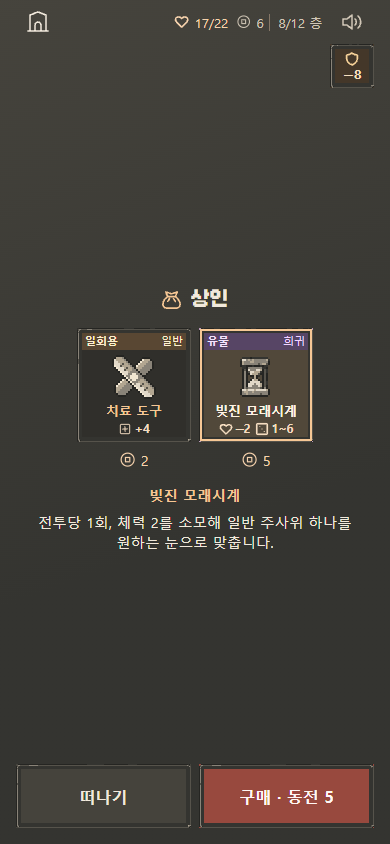 17/22 6 8/12 층
–8
상인
일회용 일반
치료 도구
+4
유물 희귀
빚진 모래시계
–2 1~6
2
5
빚진 모래시계
전투당 1회, 체력 2를 소모해 일반 주사위 하나를
원하는 눈으로 맞춥니다.
떠나기
구매 · 동전 5